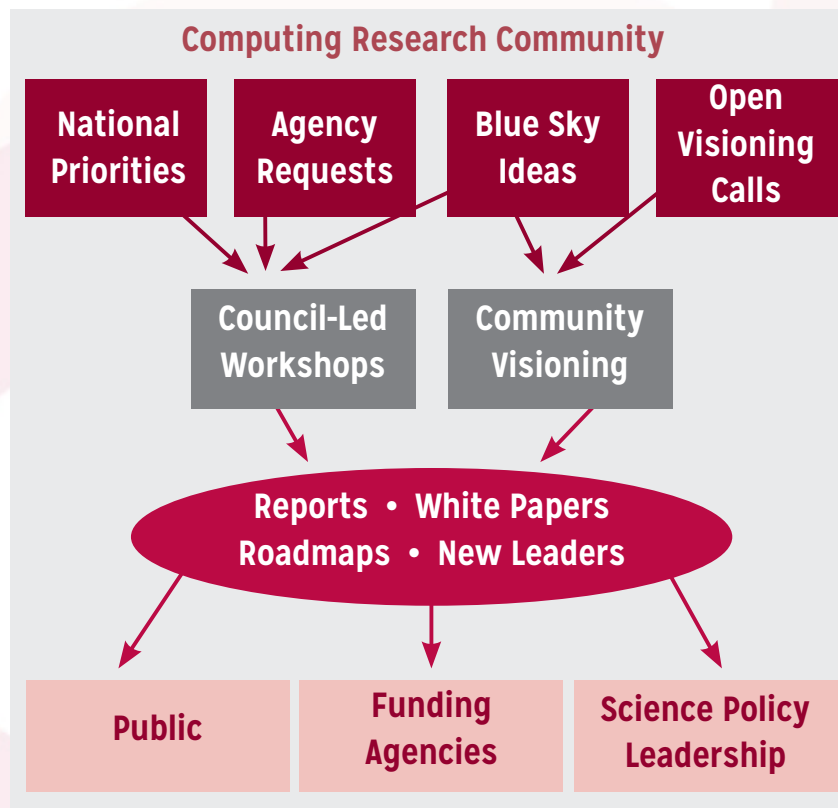 Computing Research Community
National
Priorities
Agency
Requests
Blue Sky
Ideas
Open
Visioning
Calls
Council-Led
Workshops
Community
Visioning
Reports • White Papers
Roadmaps • New Leaders
Public
Funding
Agencies
Science Policy
Leadership